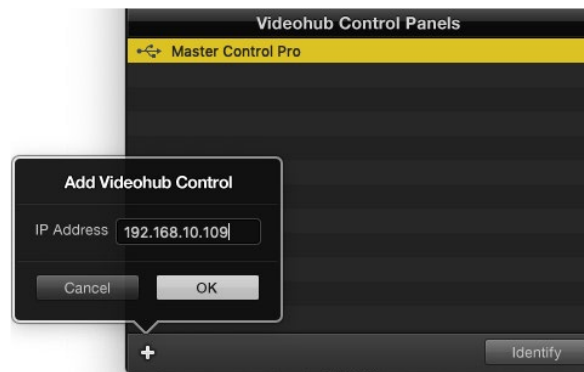 Videohub Control Panels
Master Control Pro
Add Videohub Control
IP Address 192.168.10.109
Cancel OK
+ Identify